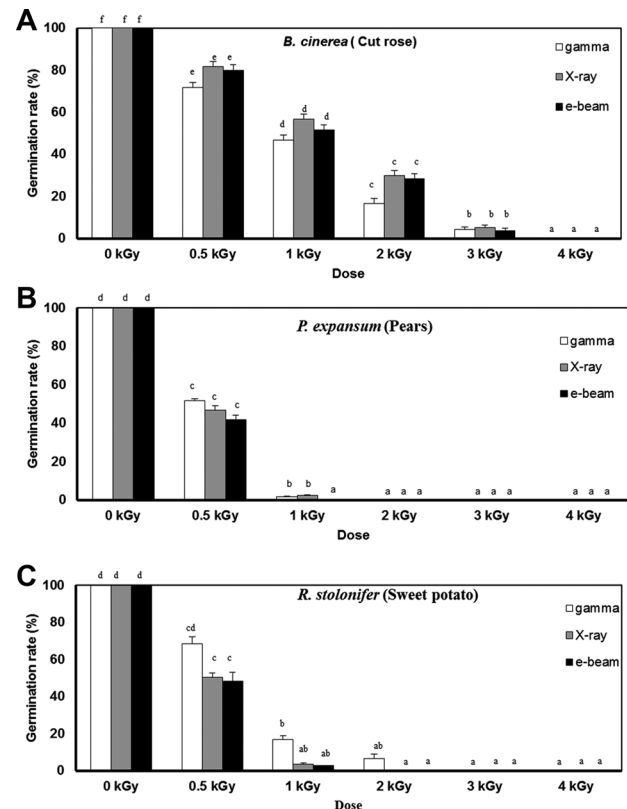 A
B. cinerea ( Cut rose)
Germination rate (%)
100
80
60
40
20
0
f f f
e e e
d d d
c c c
b b b
a a a
gamma
X-ray
e-beam
0 kGy 0.5 kGy 1 kGy 2 kGy 3 kGy 4 kGy
Dose
B
P. expansum (Pears)
Germination rate (%)
100
80
60
40
20
0
d d d
c c c
b b a
a a a
a a a
a a a
gamma
X-ray
e-beam
0 kGy 0.5 kGy 1 kGy 2 kGy 3 kGy 4 kGy
Dose
C
R. stolonifer (Sweet potato)
Germination rate (%)
100
80
60
40
20
0
d d d
cd c c
b ab ab
ab a a
a a a
a a a
gamma
X-ray
e-beam
0 kGy 0.5 kGy 1 kGy 2 kGy 3 kGy 4 kGy
Dose